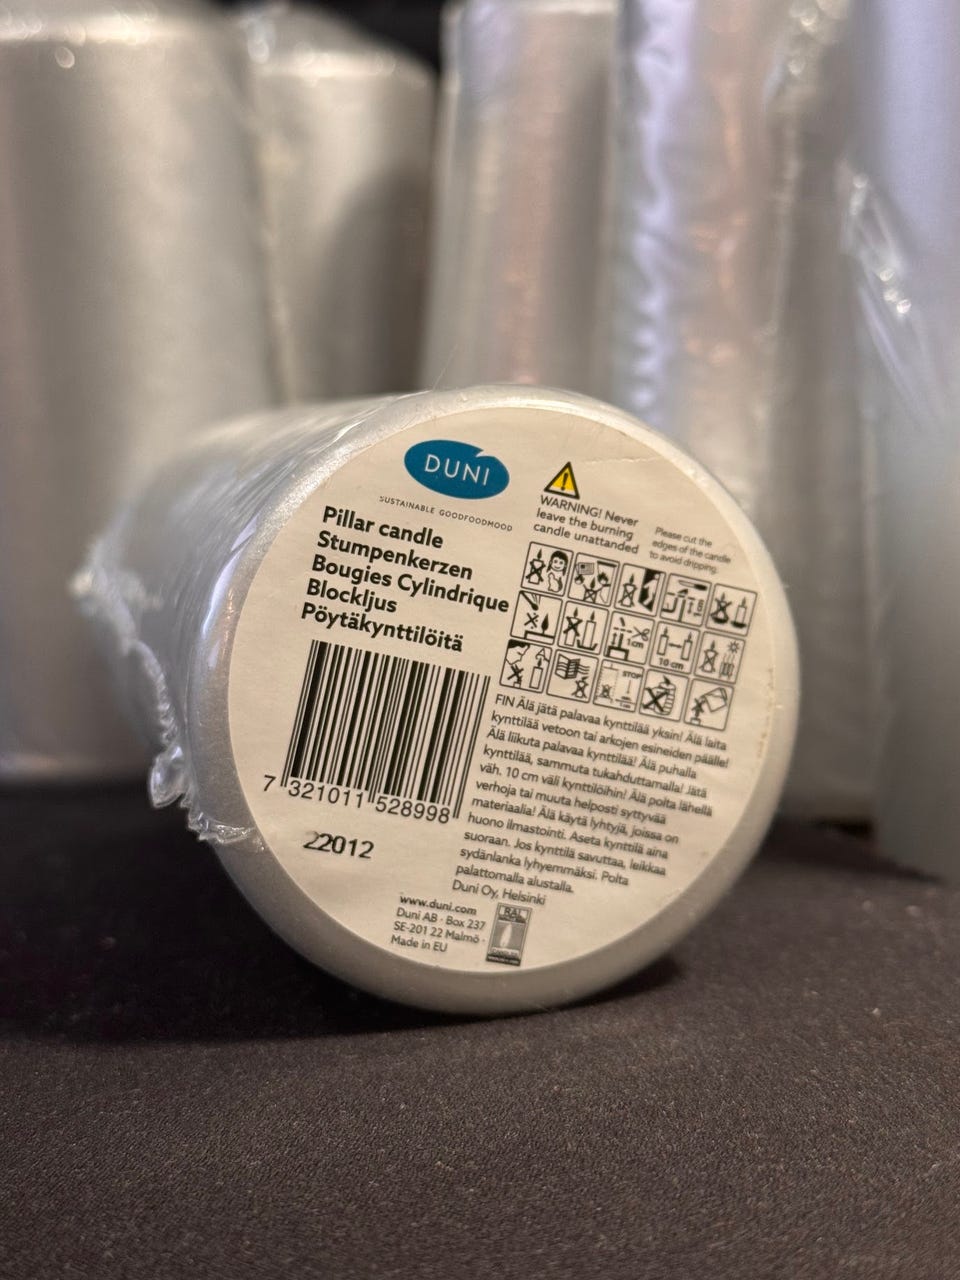 DUNI
SUSTAINABLE GOODFOODMOOD
Pillar candle
Stumpenkerzen
Bougies Cylindrique
Blockljus
Pöytäkynttilöitä
7 321011 528998
22012
WARNING! Never
leave the burning
candle unattanded
Please cut the
edges of the candle
to avoid dripping.
1cm
10 cm
STOP
FIN Älä jätä palavaa kynttilää yksin! Älä laita
kynttilää vetoon tai arkojen esineiden päälle!
Älä liikuta palavaa kynttilää! Älä puhalla
kynttilää, sammuta tukahduttamalla! Jätä
väh. 10 cm väli kynttilöihin! Älä polta lähellä
verhoja tai muuta helposti syttyvää
materiaalia! Älä käytä lyhtyjä, joissa on
huono ilmastointi. Aseta kynttilä aina
suoraan. Jos kynttilä savuttaa, leikkaa
sydänlanka lyhyemmäksi. Polta
palattomalla alustalla.
Duni Oy, Helsinki
www.duni.com
Duni AB · Box 237
SE-201 22 Malmö ·
Made in EU
RAL